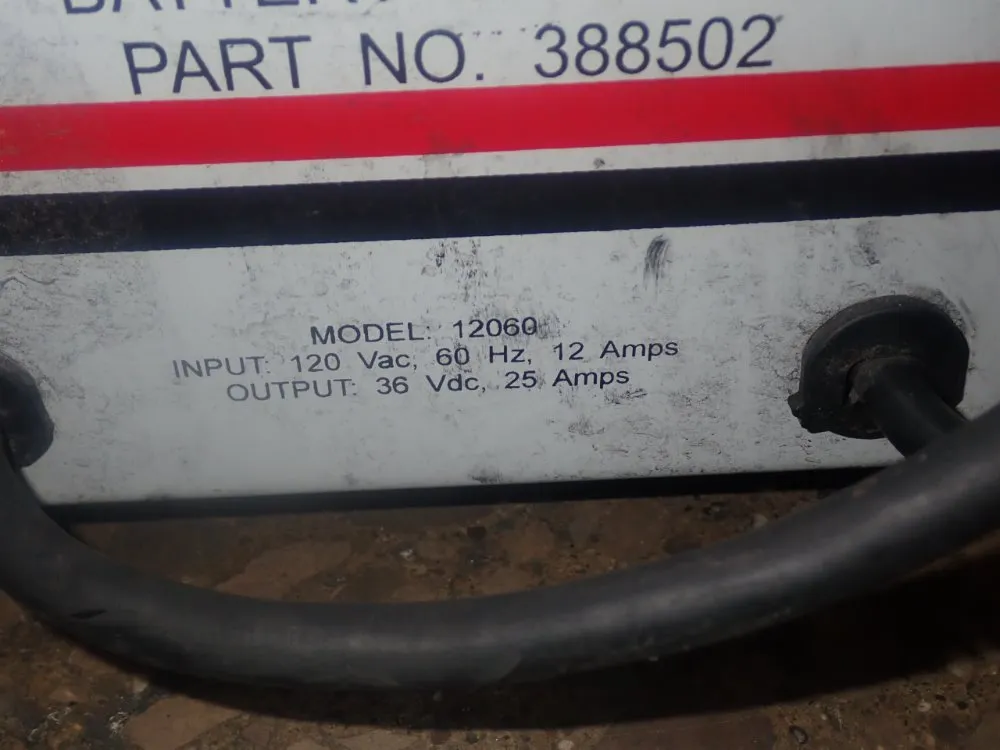 PART NO. 388502
MODEL: 12060
INPUT: 120 Vac, 60 Hz, 12 Amps
OUTPUT: 36 Vdc, 25 Amps